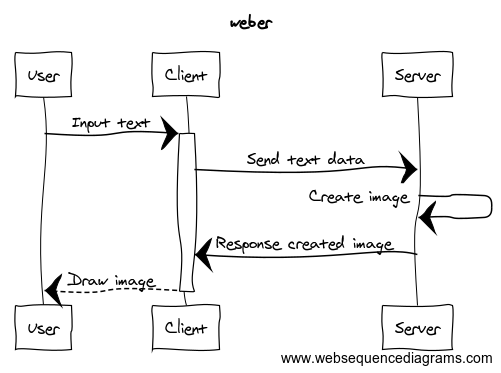 weber
User
Client
Server
Input text
Send text data
Create image
Response created image
Draw image
User
Client
Server
www.websequencediagrams.com